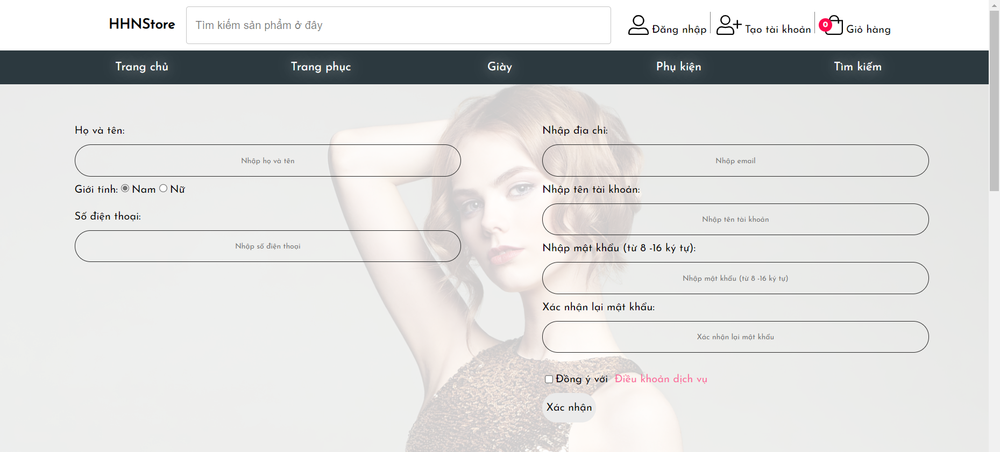 HHNStore
Tìm kiếm sản phẩm ở đây
Đăng nhập
Tạo tài khoản
0
Giỏ hàng
Trang chủ
Trang phục
Giày
Phụ kiện
Tìm kiếm
Họ và tên:
Nhập họ và tên
Giới tính: Nam Nữ
Số điện thoại:
Nhập số điện thoại
Nhập địa chỉ:
Nhập email
Nhập tên tài khoản:
Nhập tên tài khoản
Nhập mật khẩu (từ 8 -16 ký tự):
Nhập mật khẩu (từ 8 -16 ký tự)
Xác nhận lại mật khẩu:
Xác nhận lại mật khẩu
Đồng ý với Điều khoản dịch vụ
Xác nhận